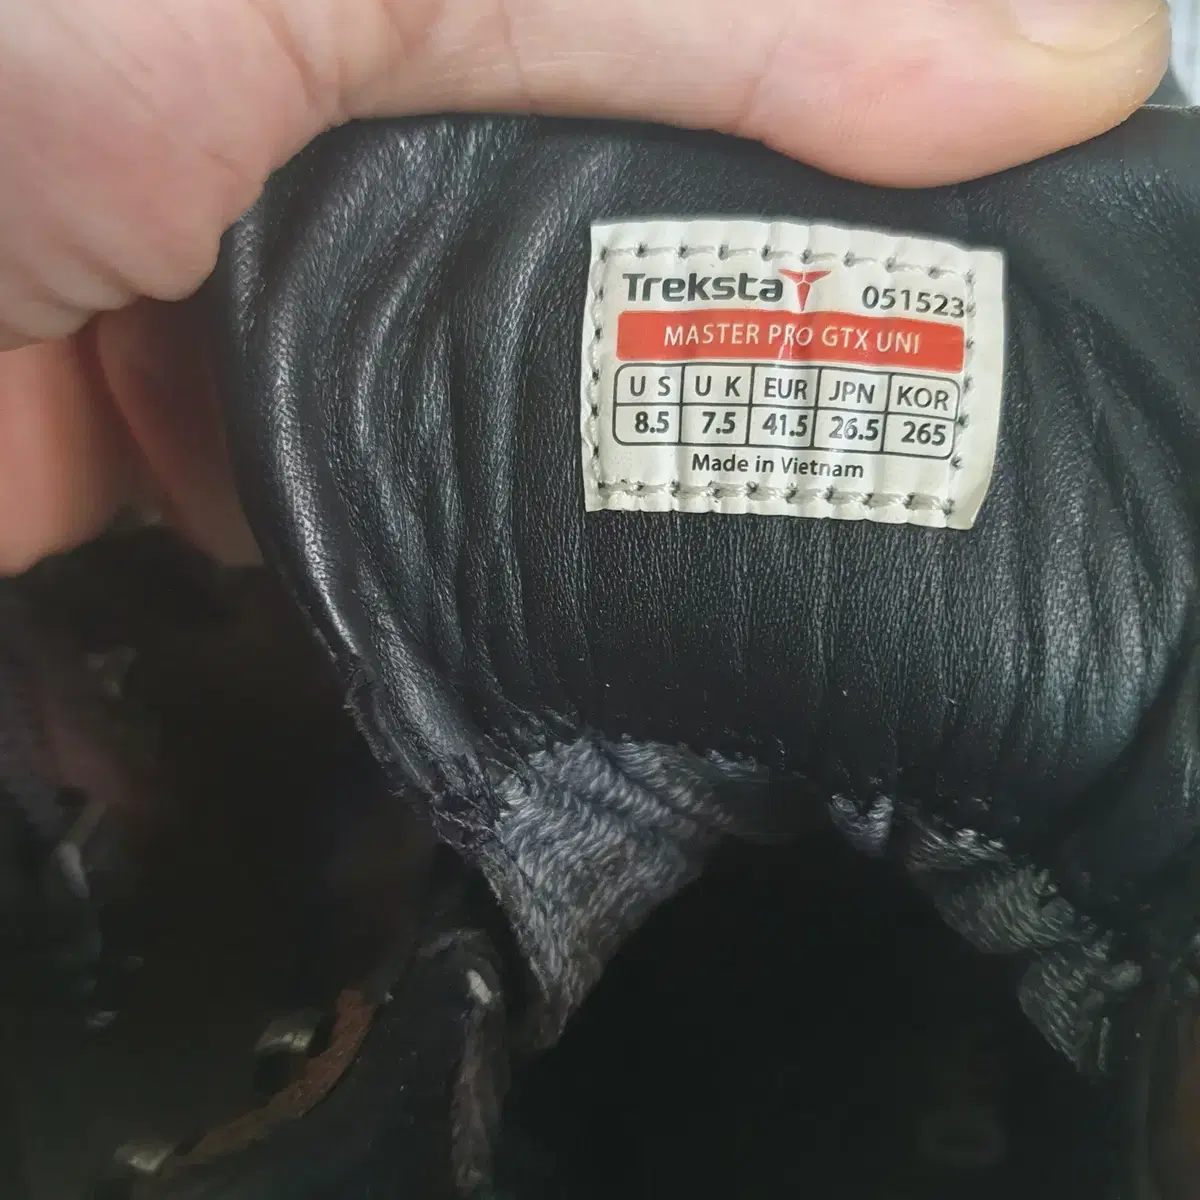 Treksta 051523
MASTER PRO GTX UNI
US UK EUR JPN KOR
8.5 7.5 41.5 26.5 265
Made in Vietnam